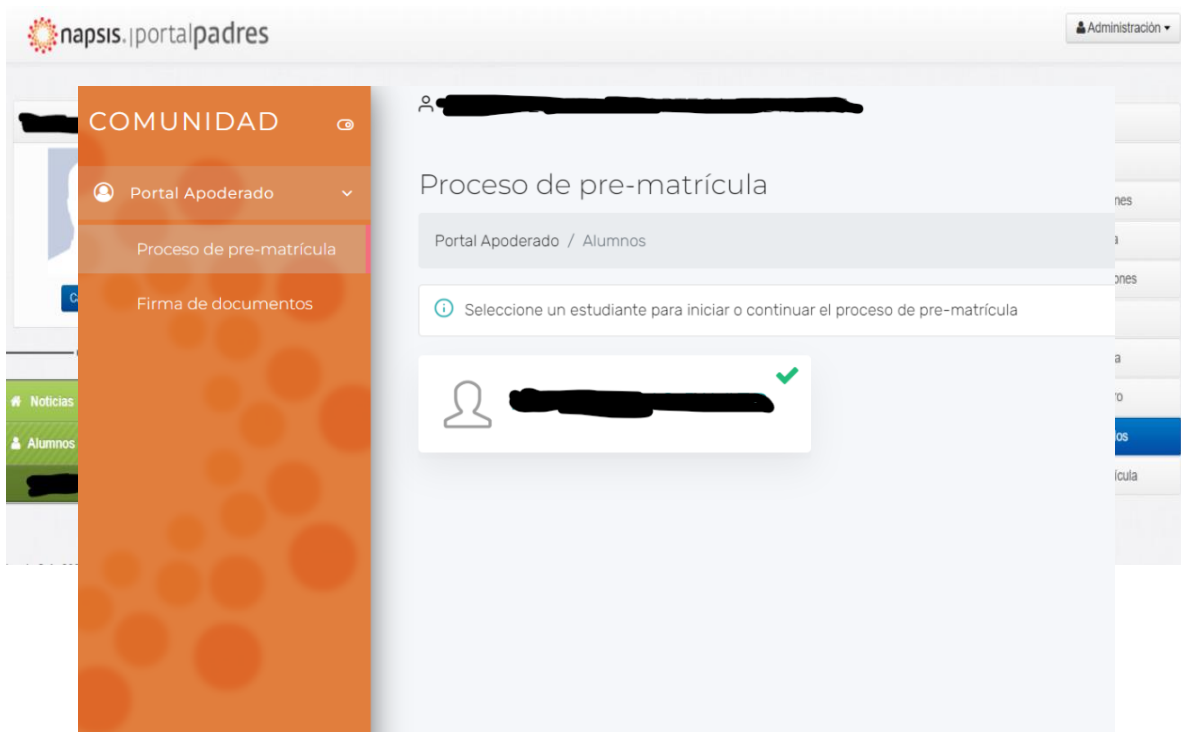 napsis. portalpadres
Administración
COMUNIDAD
Portal Apoderado
Proceso de pre-matrícula
Firma de documentos
Proceso de pre-matrícula
Portal Apoderado / Alumnos
Seleccione un estudiante para iniciar o continuar el proceso de pre-matrícula
Noticias
Alumnos